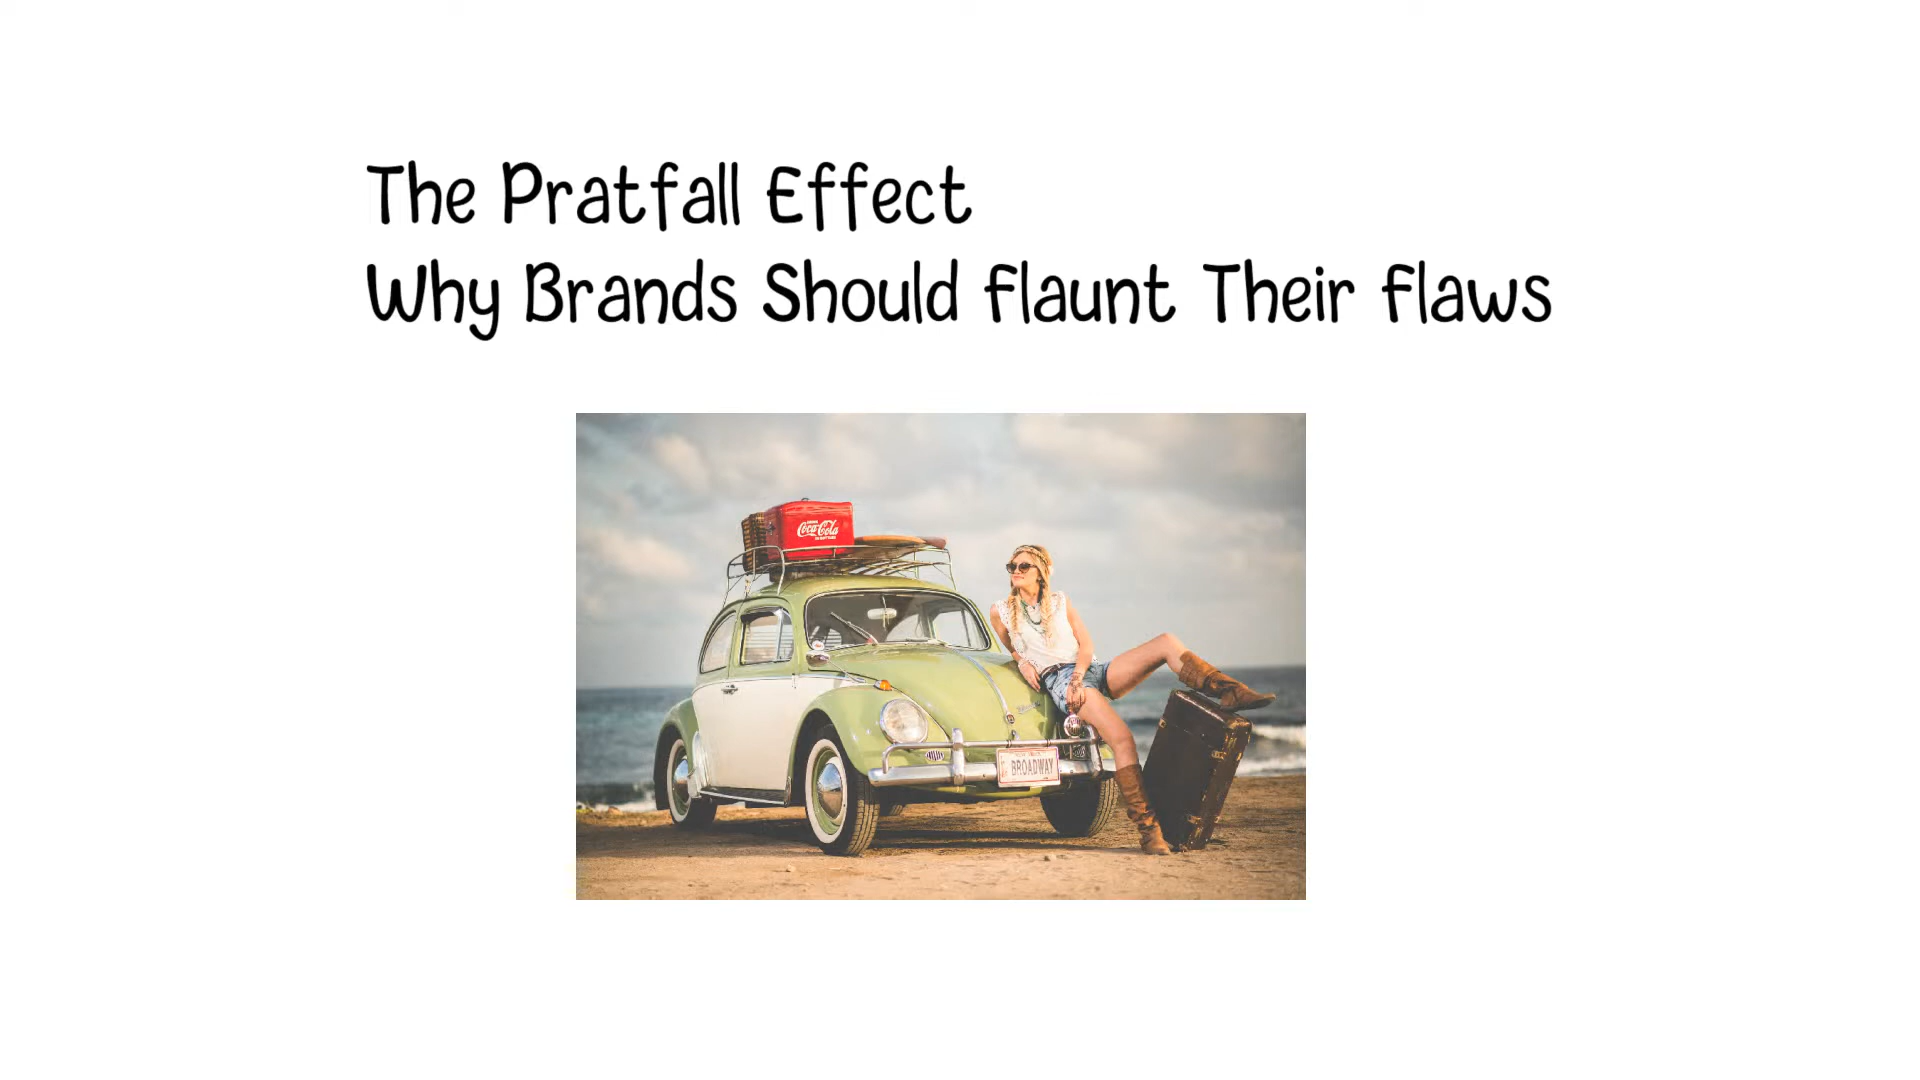 The Pratfall Effect
Why Brands Should Flaunt Their Flaws
Coca-Cola
BROADWAY